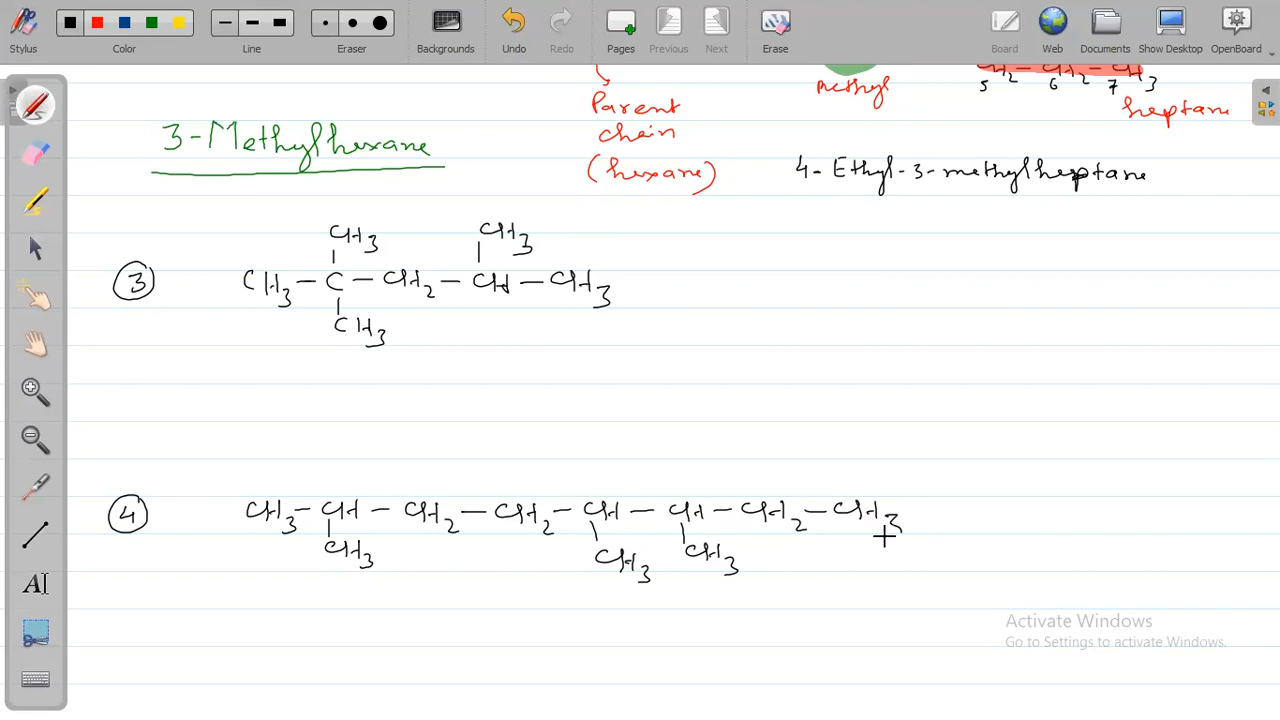 Stylus Color Line Eraser Backgrounds Undo Redo Pages Previous Next Erase Board Web Documents Show Desktop OpenBoard
CH2 - CH2 - CH3
5 6 7
methyl
heptane
Parent
chain
(hexane)
3-Methylhexane
4-Ethyl-3-methylheptane
3
CH3 CH3
CH3 - C - CH2 - CH - CH3
CH3
4
CH3 - CH - CH2 - CH2 - CH - CH - CH2 - CH3
CH3 CH3 CH3
Activate Windows
Go to Settings to activate Windows.